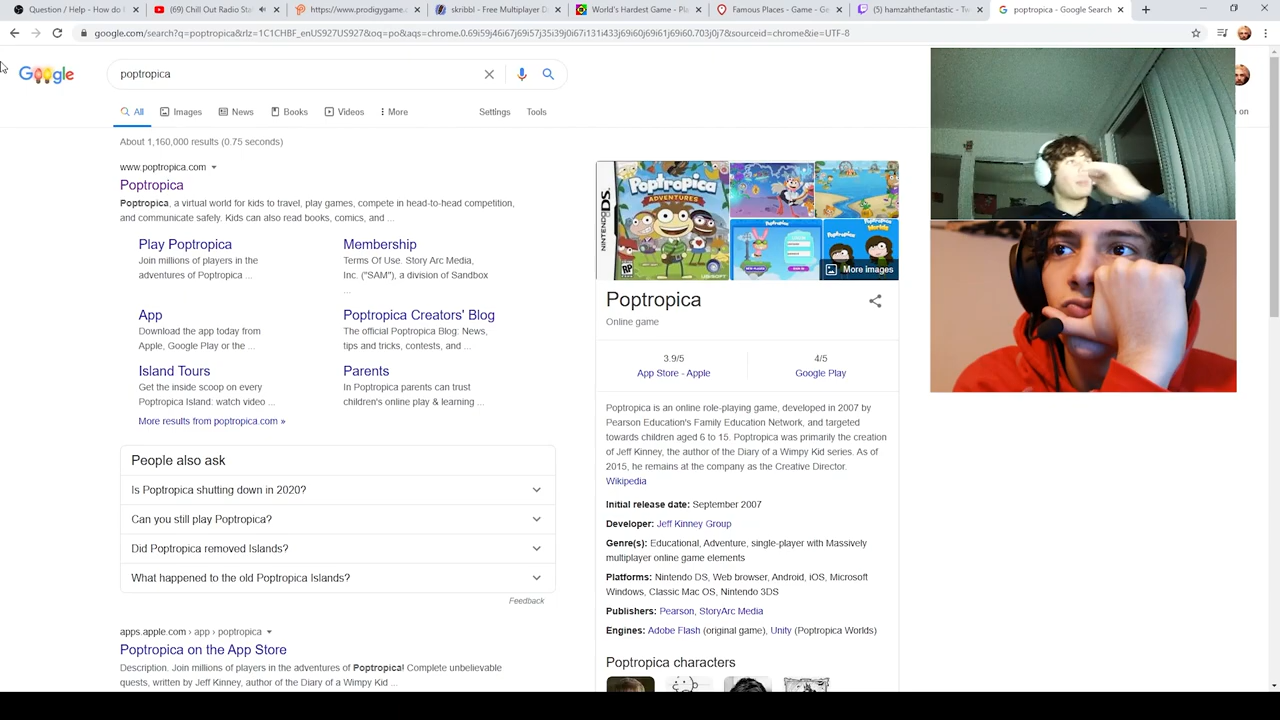 Question / Help - How do I
(69) Chill Out Radio Sta
https://www.prodigygame.c
skribbl - Free Multiplayer D
World's Hardest Game - Pla
Famous Places - Game - Ge
(5) hamzahthefantastic - Tw
poptropica - Google Search
google.com/search?q=poptropica&rlz=1C1CHBF_enUS927US927&oq=po&aqs=chrome.0.69i59j46i67j57j35i39j0i67i131i433j69i60j69i61j69i60.703j0j7&sourceid=chrome&ie=UTF-8
Google
poptropica
All Images News Books Videos More Settings Tools
About 1,160,000 results (0.75 seconds)
www.poptropica.com
Poptropica
Poptropica, a virtual world for kids to travel, play games, compete in head-to-head competition,
and communicate safely. Kids can also read books, comics, and ...
Play Poptropica
Join millions of players in the
adventures of Poptropica ...
Membership
Terms Of Use. Story Arc Media,
Inc. ("SAM"), a division of Sandbox
...
App
Download the app today from
Apple, Google Play or the ...
Poptropica Creators' Blog
The official Poptropica Blog: News,
tips and tricks, contests, and ...
Island Tours
Get the inside scoop on every
Poptropica Island: watch video ...
Parents
In Poptropica parents can trust
children's online play & learning ...
More results from poptropica.com »
People also ask
Is Poptropica shutting down in 2020?
Can you still play Poptropica?
Did Poptropica removed Islands?
What happened to the old Poptropica Islands?
Feedback
apps.apple.com › app › poptropica
Poptropica on the App Store
Description. Join millions of players in the adventures of Poptropica! Complete unbelievable
quests, written by Jeff Kinney, author of the Diary of a Wimpy Kid ...
NINTENDO DS
Poptropica
ADVENTURES
RP
UBISOFT
More images
Poptropica
Online game
3.9/5
App Store - Apple
4/5
Google Play
Poptropica is an online role-playing game, developed in 2007 by
Pearson Education's Family Education Network, and targeted
towards children aged 6 to 15. Poptropica was primarily the creation
of Jeff Kinney, the author of the Diary of a Wimpy Kid series. As of
2015, he remains at the company as the Creative Director.
Wikipedia
Initial release date: September 2007
Developer: Jeff Kinney Group
Genre(s): Educational, Adventure, single-player with Massively
multiplayer online game elements
Platforms: Nintendo DS, Web browser, Android, iOS, Microsoft
Windows, Classic Mac OS, Nintendo 3DS
Publishers: Pearson, StoryArc Media
Engines: Adobe Flash (original game), Unity (Poptropica Worlds)
Poptropica characters
on